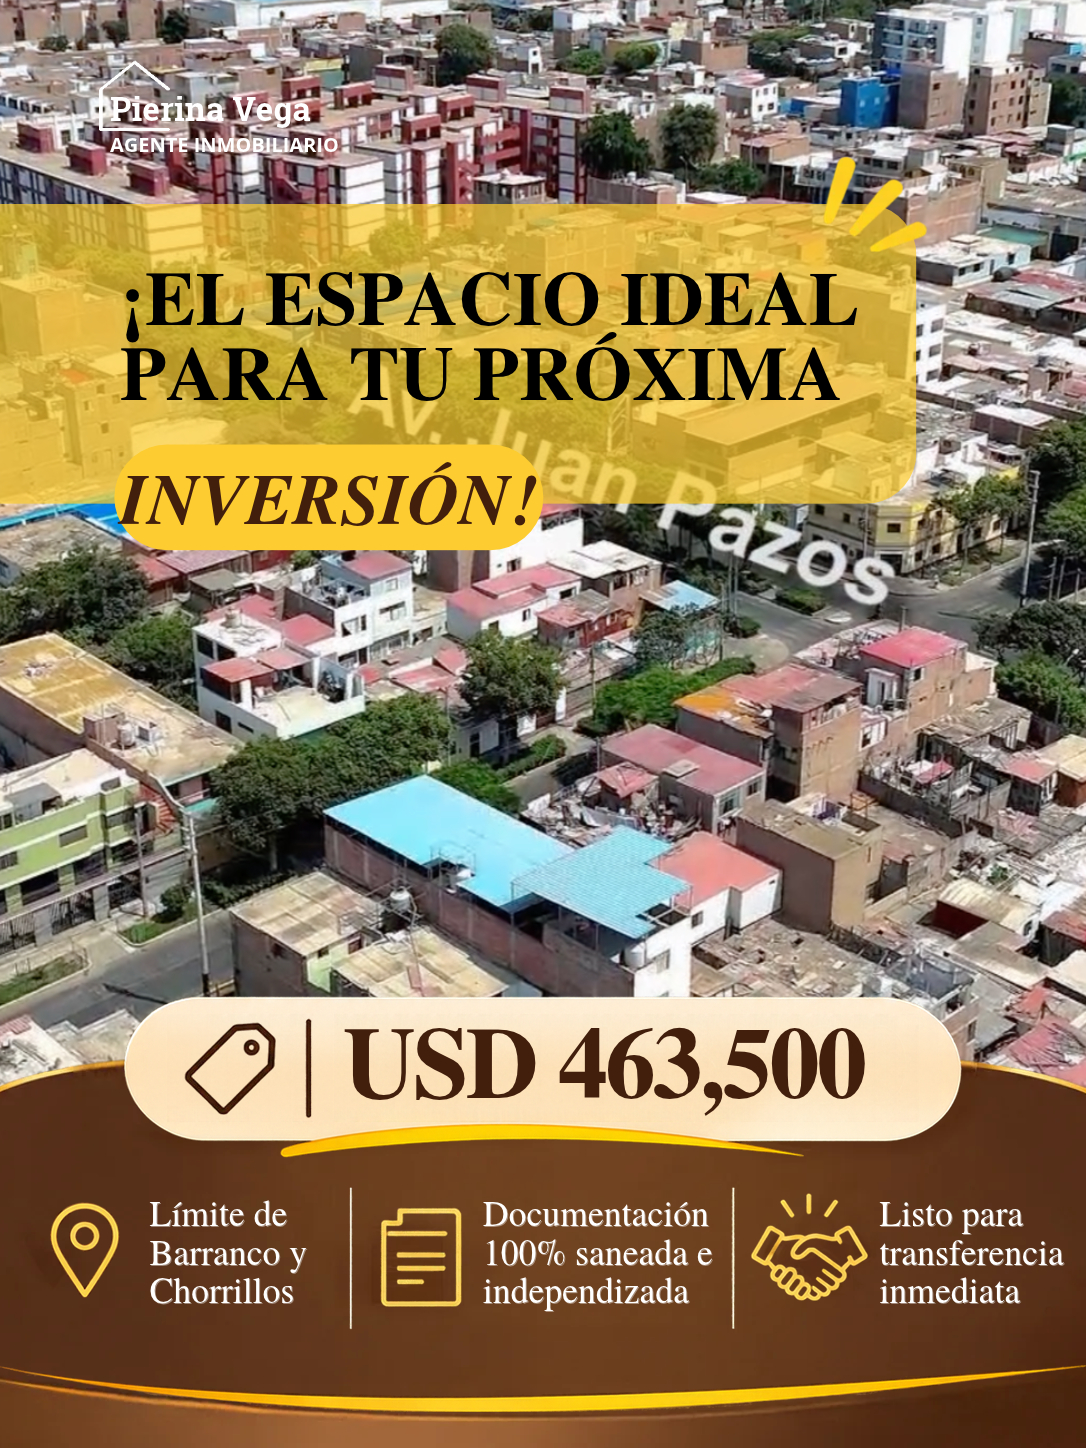 Pierina Vega
AGENTE INMOBILIARIO
¡EL ESPACIO IDEAL
PARA TU PRÓXIMA
INVERSIÓN!
Av. Juan Pazos
USD 463,500
Límite de
Barranco y
Chorrillos
Documentación
100% saneada e
independizada
Listo para
transferencia
inmediata